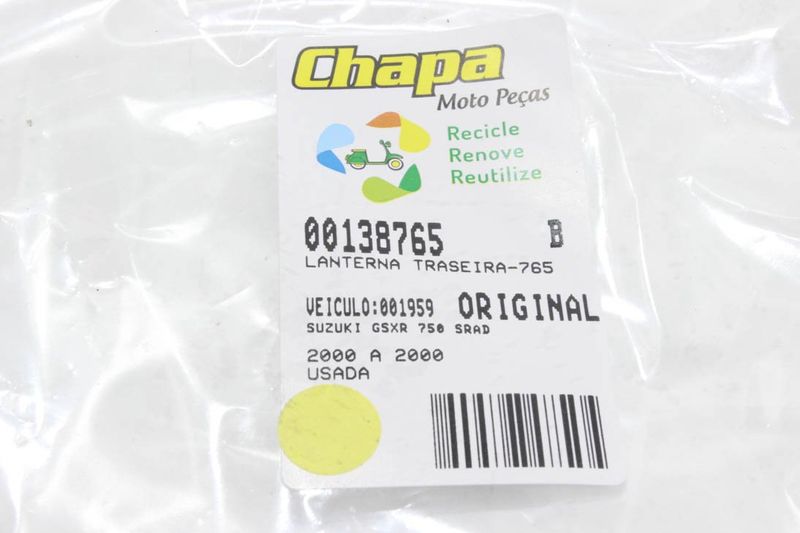 Chapa
Moto Peças
Recicle
Renove
Reutilize
00138765 B
LANTERNA TRASEIRA-765
VEICULO:001959 ORIGINAL
SUZUKI GSXR 750 SRAD
2000 A 2000
USADA